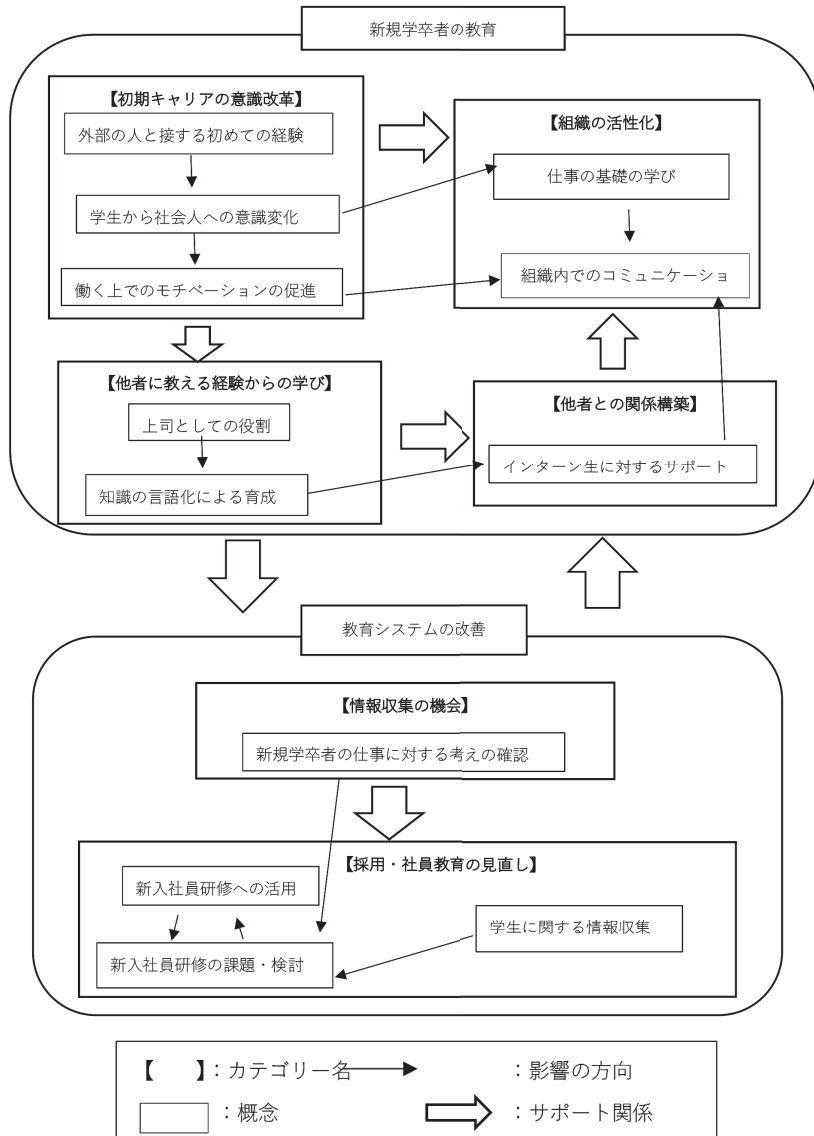 新規学卒者の教育
【初期キャリアの意識改革】
外部の人と接する初めての経験
学生から社会人への意識変化
働く上でのモチベーションの促進
【組織の活性化】
仕事の基礎の学び
組織内でのコミュニケーショ
【他者に教える経験からの学び】
上司としての役割
知識の言語化による育成
【他者との関係構築】
インターン生に対するサポート
教育システムの改善
【情報収集の機会】
新規学卒者の仕事に対する考えの確認
【採用・社員教育の見直し】
新入社員研修への活用
新入社員研修の課題・検討
学生に関する情報収集
【　　】：カテゴリー名
：影響の方向
：概念
：サポート関係